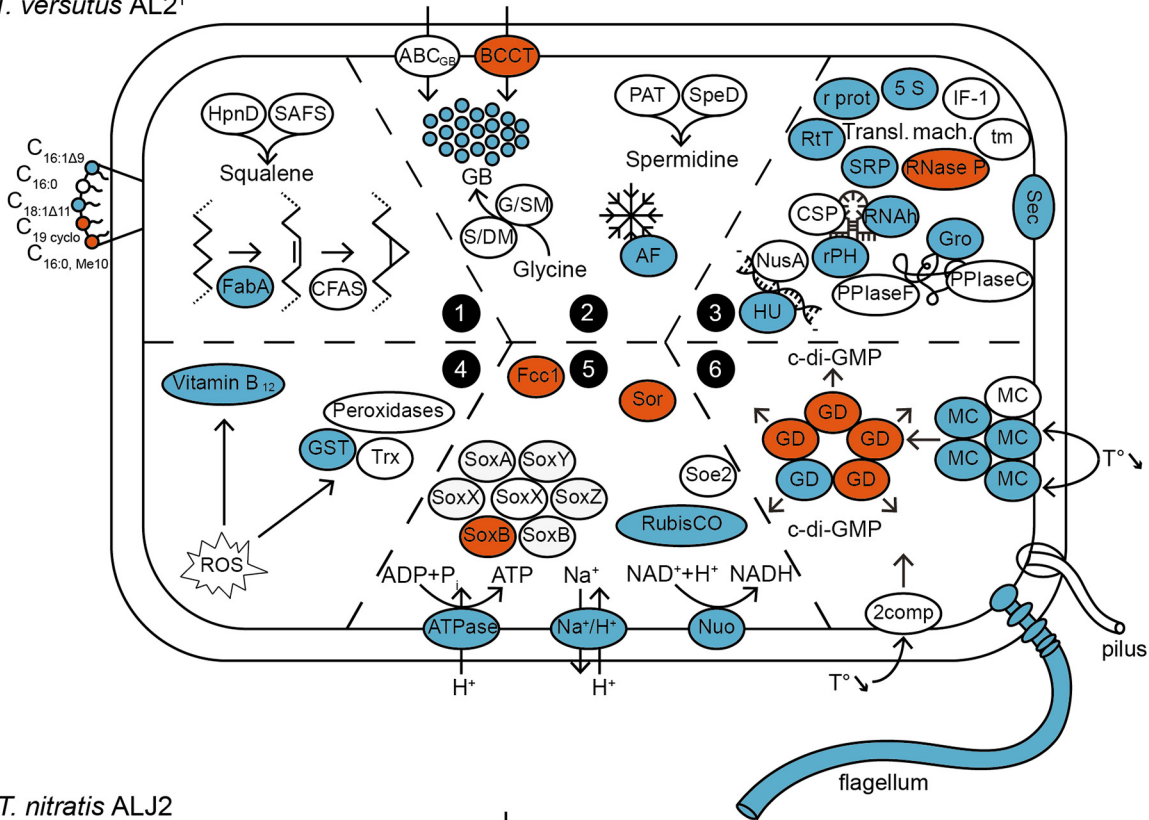 T. versutus AL2ᵀ
ABC_GB
BCCT
HpnD
SAFS
Squalene
C16:1Δ9
C16:0
C18:1Δ11
C19 cyclo
C16:0, Me10
FabA
CFAS
GB
G/SM
S/DM
Glycine
PAT
SpeD
Spermidine
AF
r prot
5 S
IF-1
RtT
Transl. mach.
tm
SRP
RNase P
Sec
CSP
RNAh
Gro
NusA
rPH
PPIaseF
PPIaseC
HU
1
2
3
4
5
6
Vitamin B12
Peroxidases
GST
Trx
ROS
Fcc1
Sor
SoxA
SoxY
SoxX
SoxX
SoxZ
SoxB
SoxB
Soe2
RubisCO
ADP+Pi
ATP
Na⁺
NAD⁺+H⁺
NADH
ATPase
Na⁺/H⁺
Nuo
H⁺
H⁺
c-di-GMP
GD
GD
GD
GD
GD
c-di-GMP
MC
MC
MC
MC
MC
T° ↘
2comp
T° ↘
pilus
flagellum
T. nitratis ALJ2